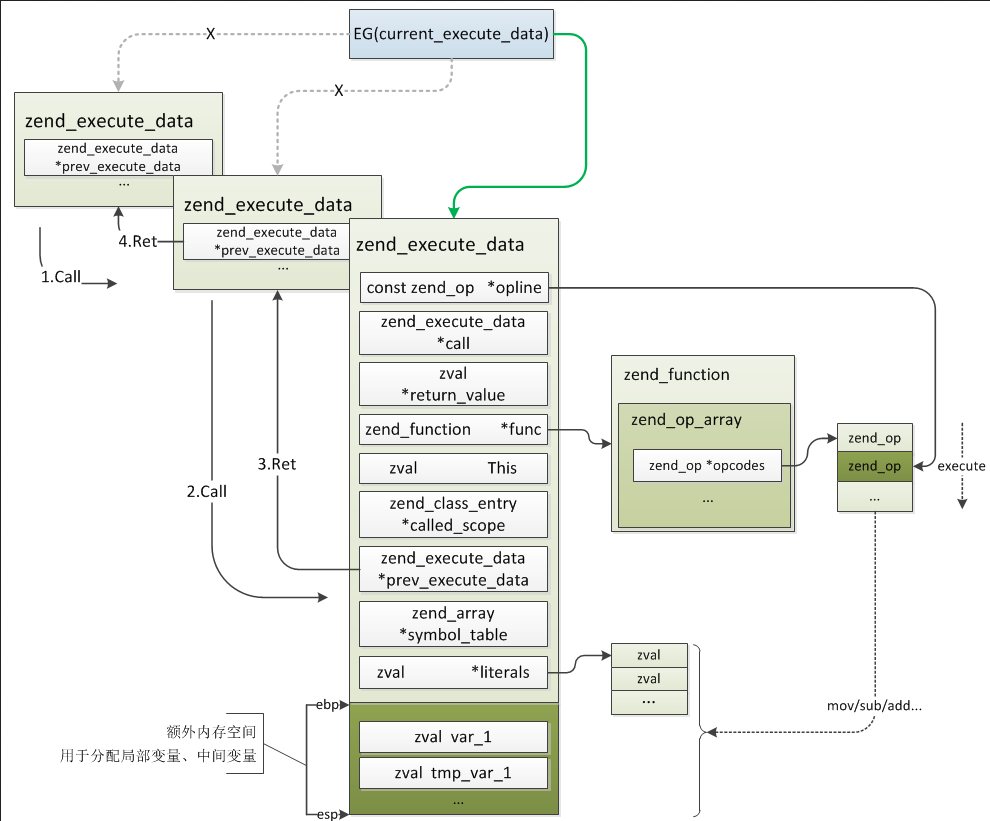 EG(current_execute_data)
X
X
zend_execute_data
zend_execute_data
*prev_execute_data
...
zend_execute_data
zend_execute_data
*prev_execute_data
...
4.Ret
1.Call
zend_execute_data
const zend_op *opline
zend_execute_data
*call
zval
*return_value
zend_function *func
zval This
zend_class_entry
*called_scope
zend_execute_data
*prev_execute_data
zend_array
*symbol_table
zval *literals
3.Ret
2.Call
zend_function
zend_op_array
zend_op *opcodes
...
zend_op
zend_op
...
execute
zval
zval
...
mov/sub/add...
ebp
额外内存空间
用于分配局部变量、中间变量
zval var_1
zval tmp_var_1
...
esp